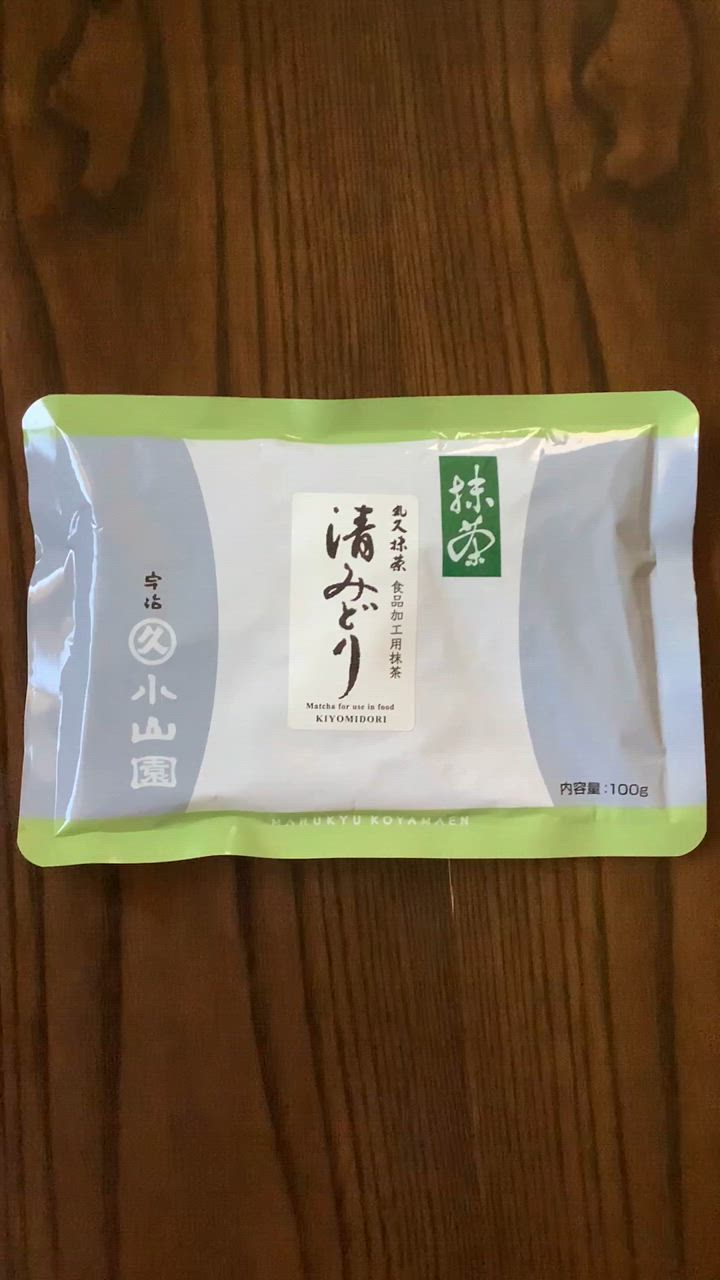 抹茶
丸久抹茶 食品加工用抹茶
清みどり
Matcha for use in food
KIYOMIDORI
宇治
久
小山園
内容量:100g
MARUKYU KOYAMAEN